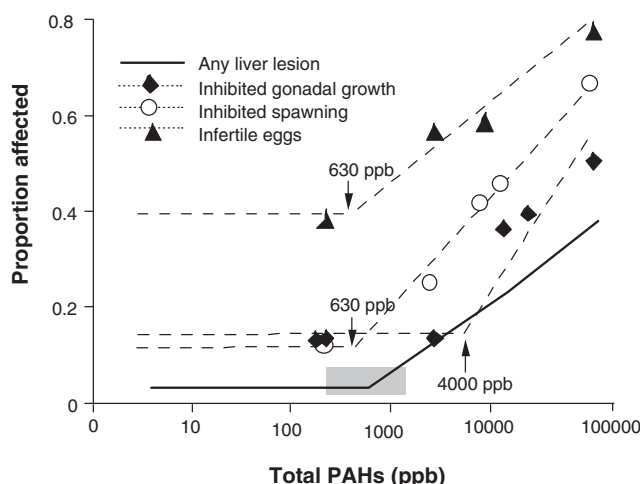 0.8
0.6
0.4
0.2
0
Proportion affected
Any liver lesion
Inhibited gonadal growth
Inhibited spawning
Infertile eggs
630 ppb
630 ppb
4000 ppb
0 10 100 1000 10000 100000
Total PAHs (ppb)